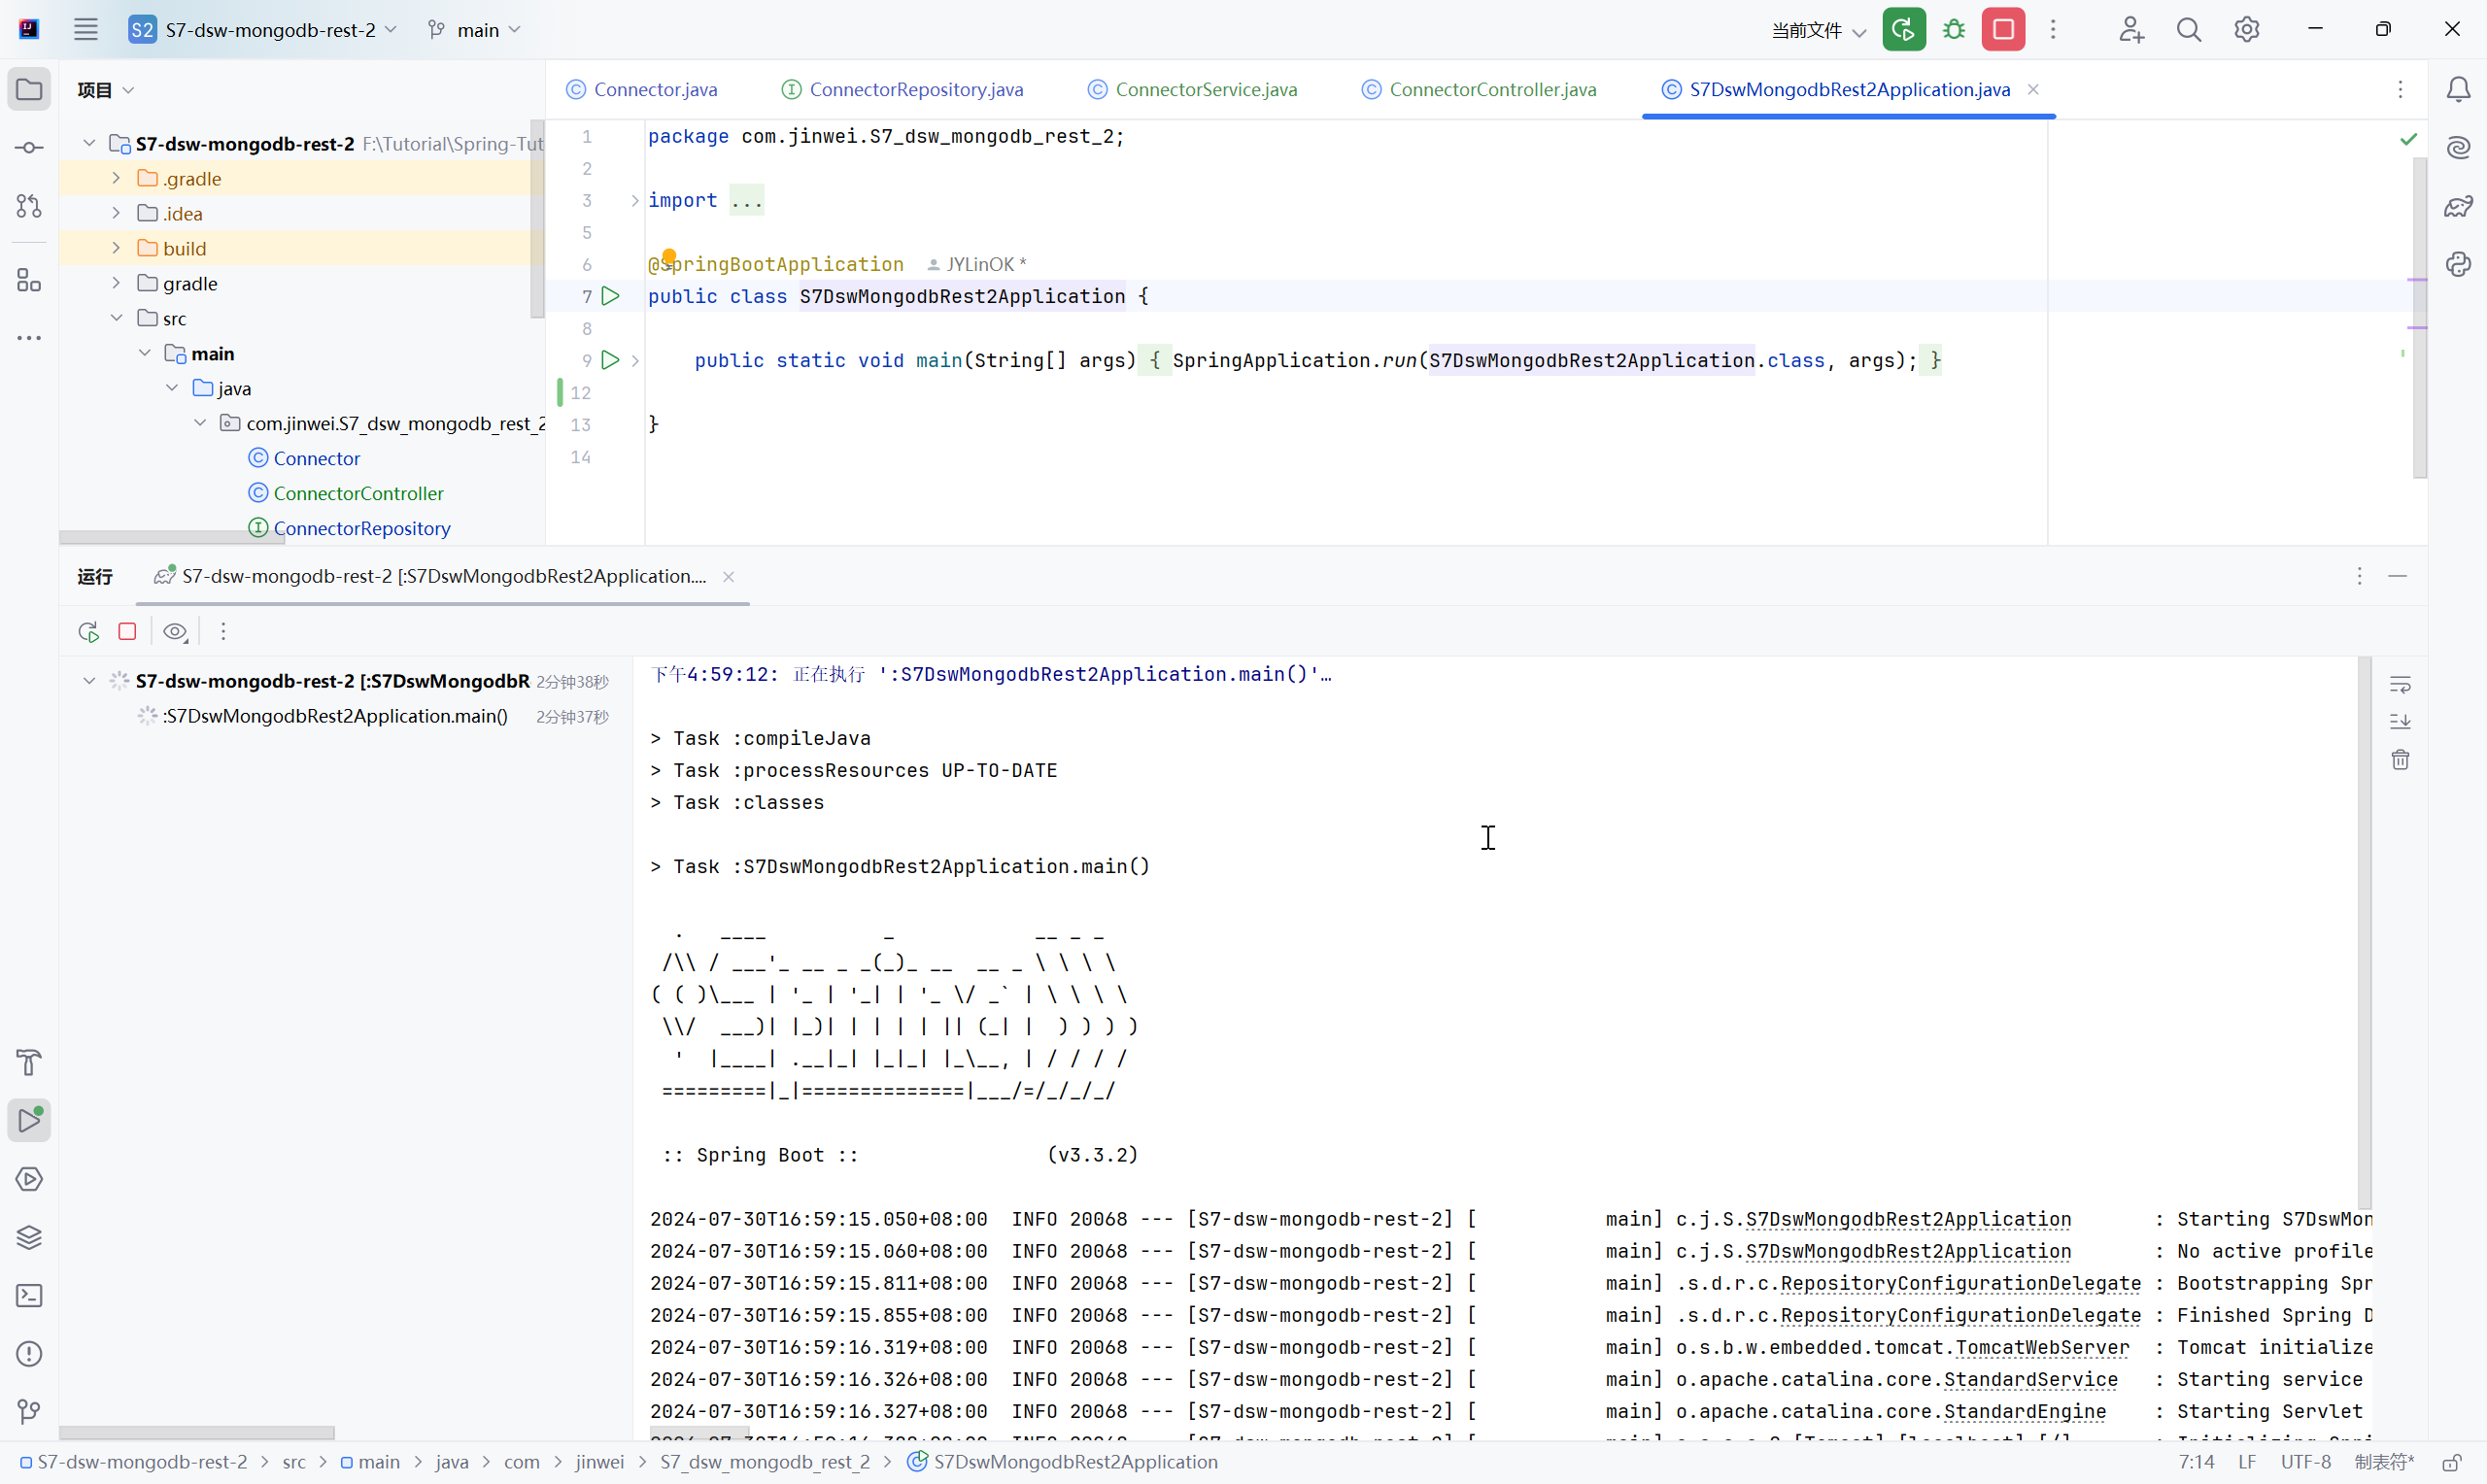 S2 S7-dsw-mongodb-rest-2 main 当前文件
项目
Connector.java ConnectorRepository.java ConnectorService.java ConnectorController.java S7DswMongodbRest2Application.java
S7-dsw-mongodb-rest-2 F:\Tutorial\Spring-Tut
.gradle
.idea
build
gradle
src
main
java
com.jinwei.S7_dsw_mongodb_rest_2
Connector
ConnectorController
ConnectorRepository
1 package com.jinwei.S7_dsw_mongodb_rest_2;
2
3 import ...
5
6 @SpringBootApplication JYLinOK *
7 public class S7DswMongodbRest2Application {
8
9 public static void main(String[] args) { SpringApplication.run(S7DswMongodbRest2Application.class, args); }
12
13 }
14
运行 S7-dsw-mongodb-rest-2 [:S7DswMongodbRest2Application....
S7-dsw-mongodb-rest-2 [:S7DswMongodbR 2分钟38秒
:S7DswMongodbRest2Application.main() 2分钟37秒
下午4:59:12: 正在执行 ':S7DswMongodbRest2Application.main()'…
> Task :compileJava
> Task :processResources UP-TO-DATE
> Task :classes
> Task :S7DswMongodbRest2Application.main()
  .   ____          _            __ _ _
 /\\ / ___'_ __ _ _(_)_ __  __ _ \ \ \ \
( ( )\___ | '_ | '_| | '_ \/ _` | \ \ \ \
 \\/  ___)| |_)| | | | | || (_| |  ) ) ) )
  '  |____| .__|_| |_|_| |_\__, | / / / /
 =========|_|==============|___/=/_/_/_/
:: Spring Boot :: (v3.3.2)
2024-07-30T16:59:15.050+08:00 INFO 20068 --- [S7-dsw-mongodb-rest-2] [ main] c.j.S.S7DswMongodbRest2Application : Starting S7DswMon
2024-07-30T16:59:15.060+08:00 INFO 20068 --- [S7-dsw-mongodb-rest-2] [ main] c.j.S.S7DswMongodbRest2Application : No active profile
2024-07-30T16:59:15.811+08:00 INFO 20068 --- [S7-dsw-mongodb-rest-2] [ main] .s.d.r.c.RepositoryConfigurationDelegate : Bootstrapping Spr
2024-07-30T16:59:15.855+08:00 INFO 20068 --- [S7-dsw-mongodb-rest-2] [ main] .s.d.r.c.RepositoryConfigurationDelegate : Finished Spring D
2024-07-30T16:59:16.319+08:00 INFO 20068 --- [S7-dsw-mongodb-rest-2] [ main] o.s.b.w.embedded.tomcat.TomcatWebServer : Tomcat initialize
2024-07-30T16:59:16.326+08:00 INFO 20068 --- [S7-dsw-mongodb-rest-2] [ main] o.apache.catalina.core.StandardService : Starting service
2024-07-30T16:59:16.327+08:00 INFO 20068 --- [S7-dsw-mongodb-rest-2] [ main] o.apache.catalina.core.StandardEngine : Starting Servlet
S7-dsw-mongodb-rest-2 > src > main > java > com > jinwei > S7_dsw_mongodb_rest_2 > S7DswMongodbRest2Application 7:14 LF UTF-8 制表符*